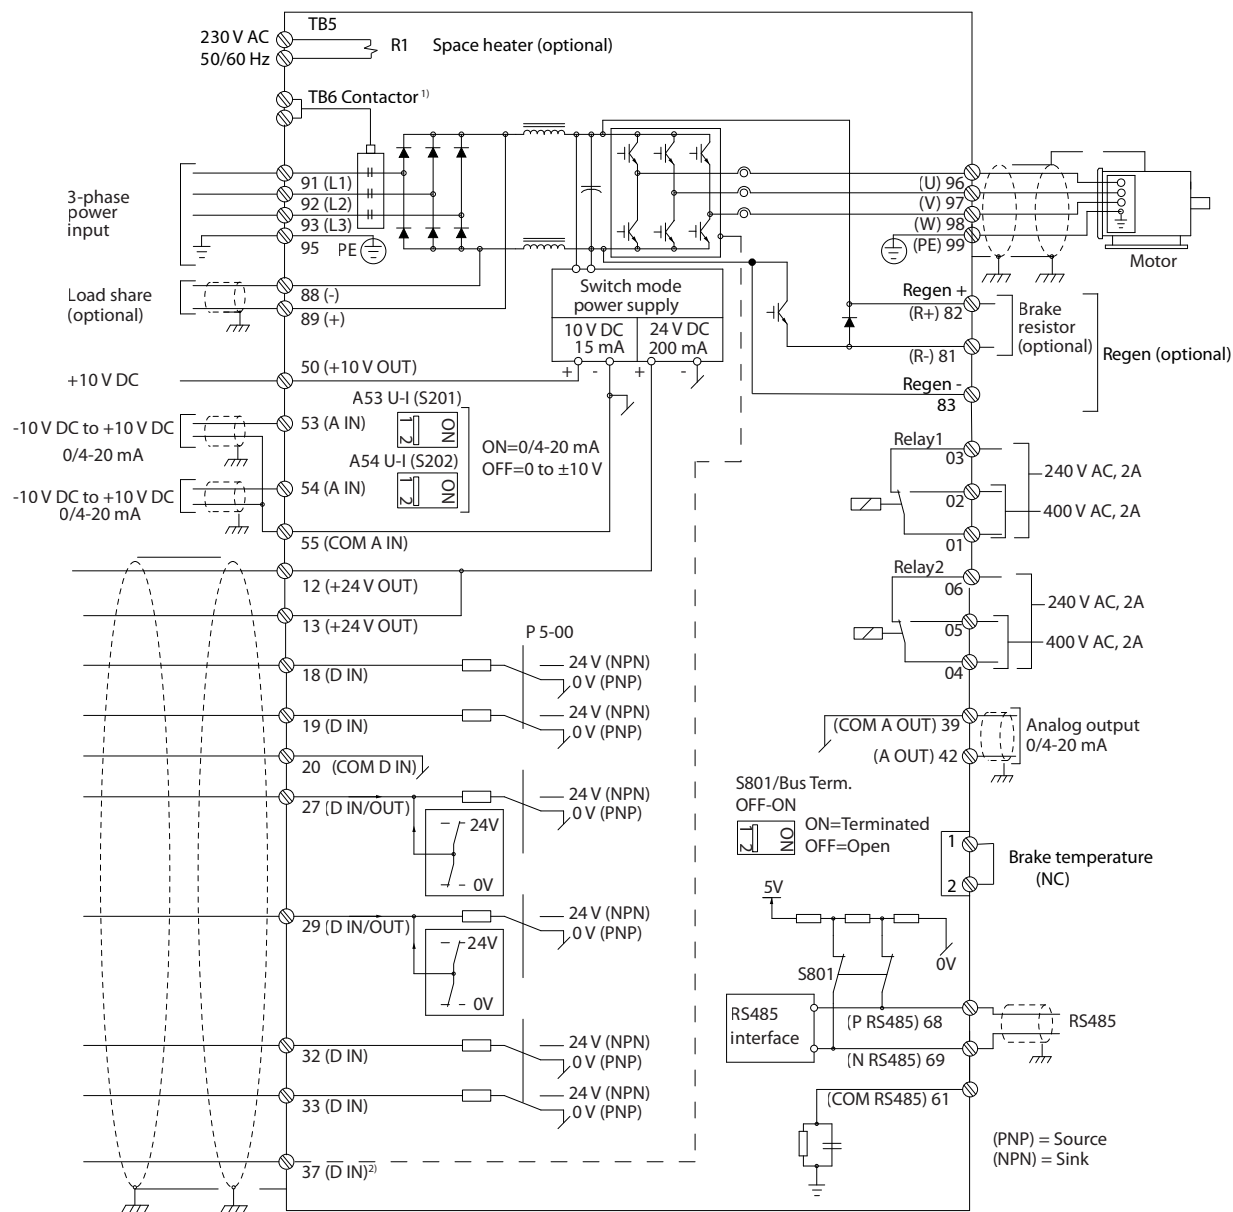 TB5
230 V AC
50/60 Hz
R1
Space heater (optional)
TB6 Contactor 1)
3-phase
power
input
91 (L1)
92 (L2)
93 (L3)
95
PE
Load share
(optional)
88 (-)
89 (+)
+10 V DC
50 (+10 V OUT)
Switch mode
power supply
10 V DC
15 mA
24 V DC
200 mA
+
-
+
-
(U) 96
(V) 97
(W) 98
(PE) 99
Motor
Regen +
(R+) 82
Brake
resistor
(optional)
(R-) 81
Regen (optional)
Regen -
83
-10 V DC to +10 V DC
0/4-20 mA
53 (A IN)
A53 U-I (S201)
1 2
ON
A54 U-I (S202)
1 2
ON
ON=0/4-20 mA
OFF=0 to ±10 V
-10 V DC to +10 V DC
0/4-20 mA
54 (A IN)
55 (COM A IN)
12 (+24 V OUT)
13 (+24 V OUT)
Relay1
03
240 V AC, 2A
02
400 V AC, 2A
01
Relay2
06
240 V AC, 2A
05
400 V AC, 2A
04
P 5-00
18 (D IN)
24 V (NPN)
0 V (PNP)
19 (D IN)
24 V (NPN)
0 V (PNP)
20 (COM D IN)
27 (D IN/OUT)
24 V (NPN)
0 V (PNP)
24V
0V
29 (D IN/OUT)
24 V (NPN)
0 V (PNP)
24V
0V
32 (D IN)
24 V (NPN)
0 V (PNP)
33 (D IN)
24 V (NPN)
0 V (PNP)
37 (D IN) 2)
(COM A OUT) 39
(A OUT) 42
Analog output
0/4-20 mA
S801/Bus Term.
OFF-ON
1 2
ON
ON=Terminated
OFF=Open
1
2
Brake temperature
(NC)
5V
0V
S801
RS485
interface
(P RS485) 68
(N RS485) 69
RS485
(COM RS485) 61
(PNP) = Source
(NPN) = Sink